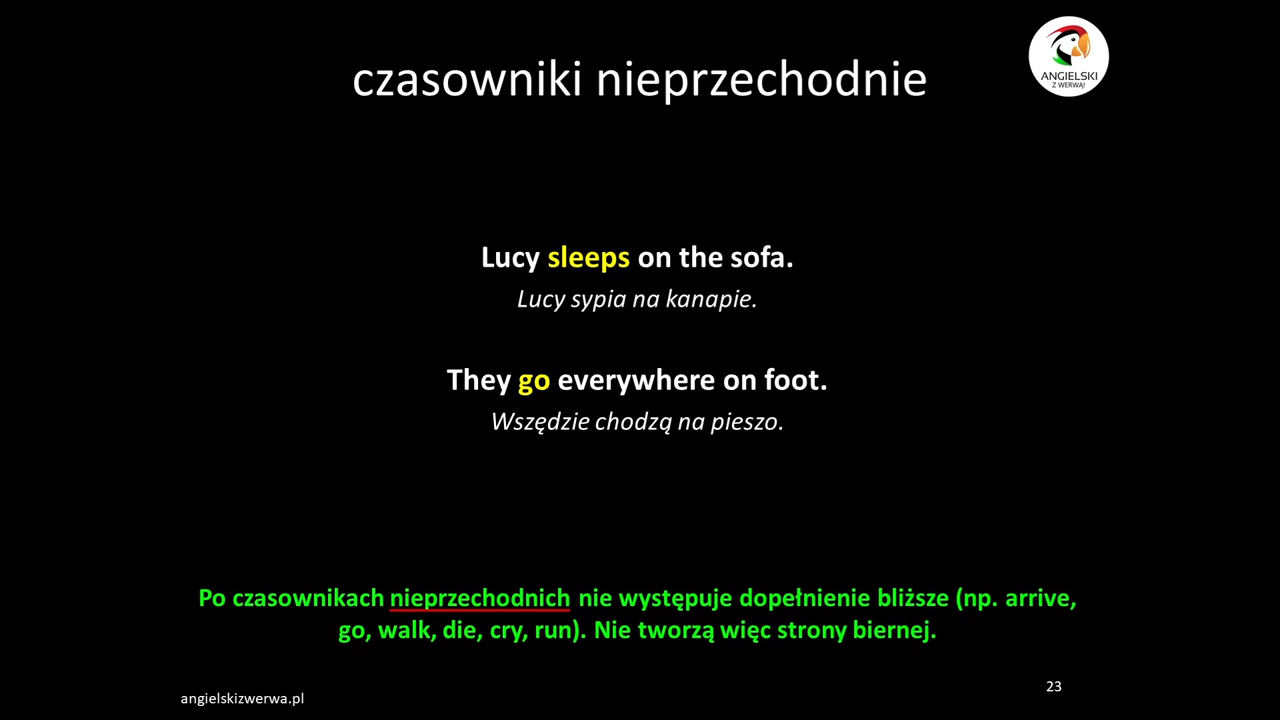 czasowniki nieprzechodnie
ANGIELSKI
Z WERWĄ!
Lucy sleeps on the sofa.
Lucy sypia na kanapie.
They go everywhere on foot.
Wszędzie chodzą na pieszo.
Po czasownikach nieprzechodnich nie występuje dopełnienie bliższe (np. arrive,
go, walk, die, cry, run). Nie tworzą więc strony biernej.
23
angielskizwerwa.pl